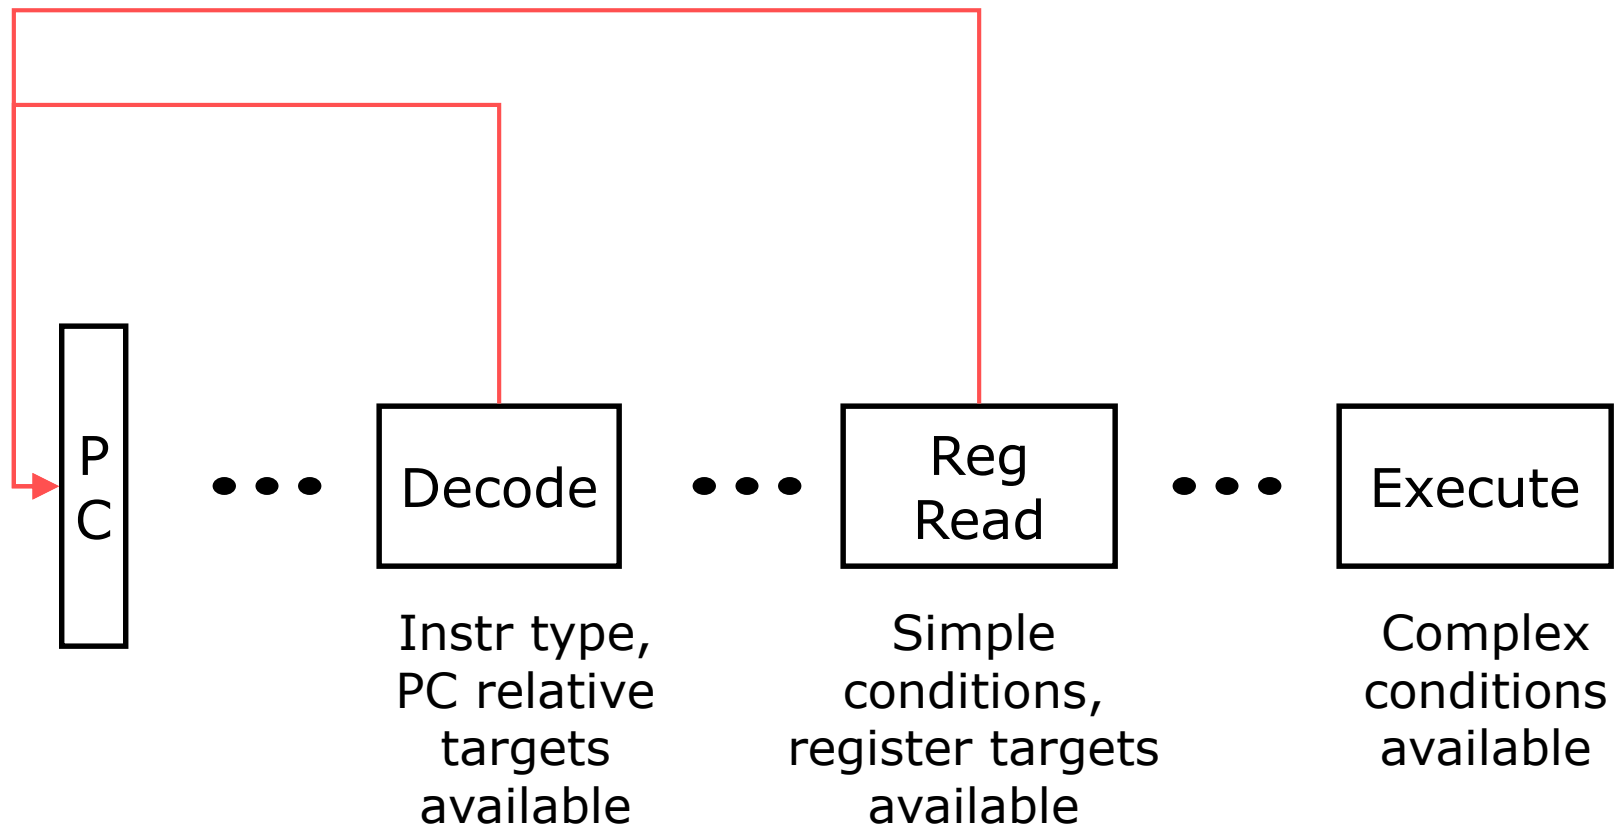 P
C
Decode
Reg
Read
Execute
Instr type,
PC relative
targets
available
Simple
conditions,
register targets
available
Complex
conditions
available